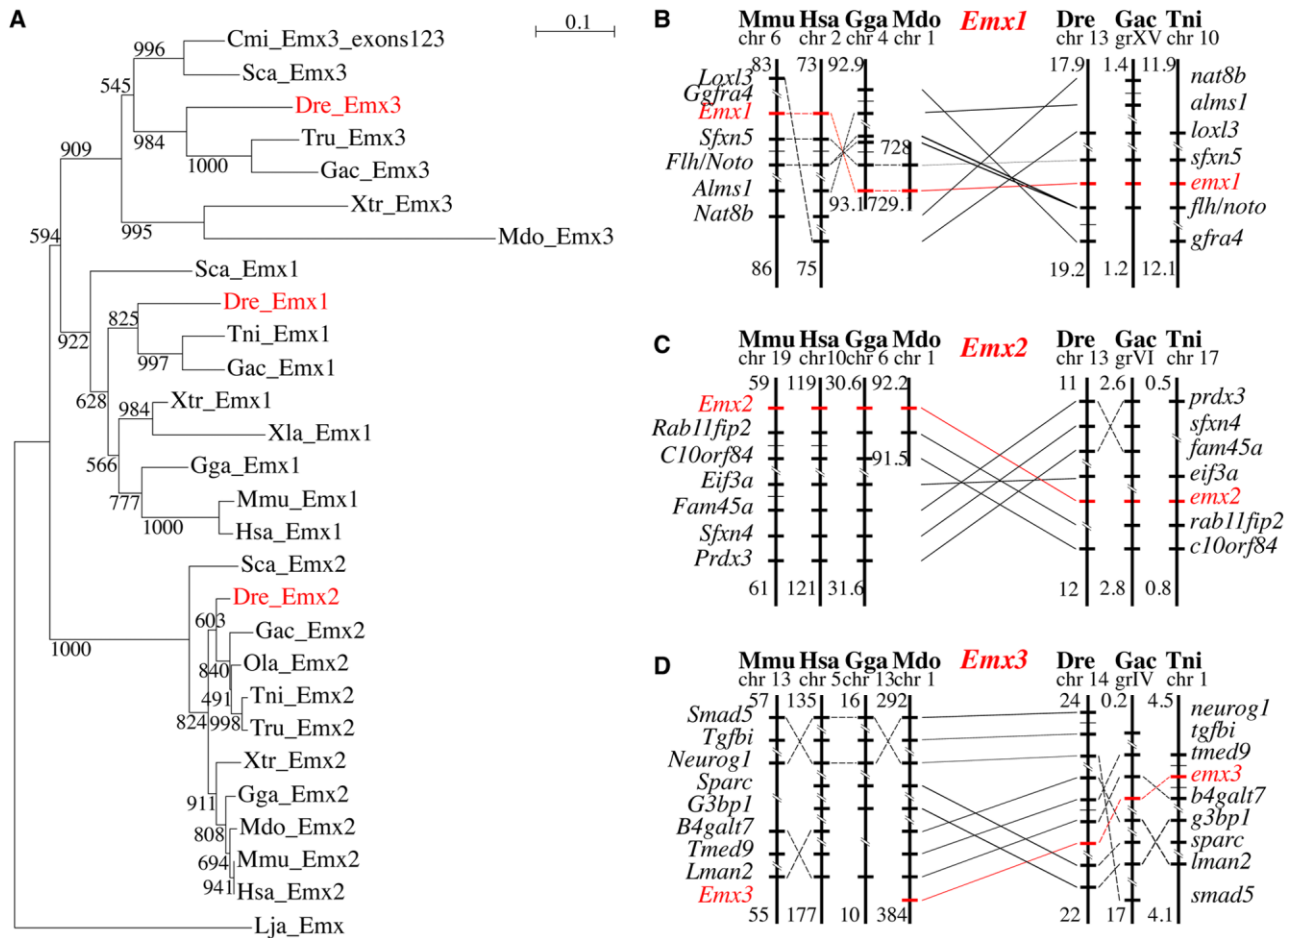 A
0.1
996
Cmi_Emx3_exons123
Sca_Emx3
545
Dre_Emx3
984
Tru_Emx3
1000
Gac_Emx3
909
Xtr_Emx3
995
Mdo_Emx3
594
Sca_Emx1
922
Dre_Emx1
825
Tni_Emx1
997
Gac_Emx1
628
984
Xtr_Emx1
Xla_Emx1
566
Gga_Emx1
777
Mmu_Emx1
1000
Hsa_Emx1
Sca_Emx2
1000
Dre_Emx2
603
Gac_Emx2
840
Ola_Emx2
491
Tni_Emx2
824
998
Tru_Emx2
Xtr_Emx2
911
Gga_Emx2
808
Mdo_Emx2
694
Mmu_Emx2
941
Hsa_Emx2
Lja_Emx
B
Mmu Hsa Gga Mdo Emx1 Dre Gac Tni
chr 6 chr 2 chr 4 chr 1 chr 13 grXV chr 10
83 73 92.9 17.9 1.4 11.9
Loxl3
Ggfra4
Emx1
Sfxn5
Flh/Noto
Alms1
Nat8b
728
93.1 729.1
86 75
nat8b
alms1
loxl3
sfxn5
emx1
flh/noto
gfra4
19.2 1.2 12.1
C
Mmu Hsa Gga Mdo Emx2 Dre Gac Tni
chr 19 chr10 chr 6 chr 1 chr 13 grVI chr 17
59 119 30.6 92.2 11 2.6 0.5
Emx2
Rab11fip2
C10orf84
Eif3a
Fam45a
Sfxn4
Prdx3
91.5
61 121 31.6
prdx3
sfxn4
fam45a
eif3a
emx2
rab11fip2
c10orf84
12 2.8 0.8
D
Mmu Hsa Gga Mdo Emx3 Dre Gac Tni
chr 13 chr 5 chr 13 chr 1 chr 14 grIV chr 1
57 135 16 292 24 0.2 4.5
Smad5
Tgfbi
Neurog1
Sparc
G3bp1
B4galt7
Tmed9
Lman2
Emx3
55 177 10 384
neurog1
tgfbi
tmed9
emx3
b4galt7
g3bp1
sparc
lman2
smad5
22 17 4.1